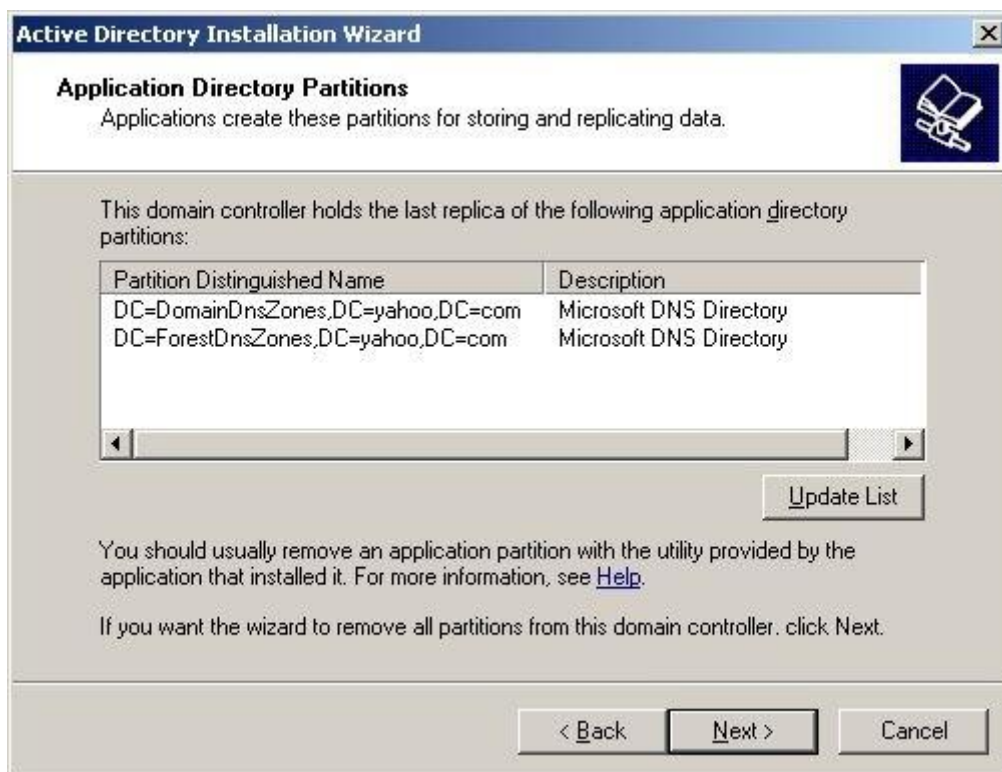 Active Directory Installation Wizard
Application Directory Partitions
Applications create these partitions for storing and replicating data.
This domain controller holds the last replica of the following application directory
partitions:
Partition Distinguished Name Description
DC=DomainDnsZones,DC=yahoo,DC=com Microsoft DNS Directory
DC=ForestDnsZones,DC=yahoo,DC=com Microsoft DNS Directory
Update List
You should usually remove an application partition with the utility provided by the
application that installed it. For more information, see Help.
If you want the wizard to remove all partitions from this domain controller. click Next.
< Back Next > Cancel